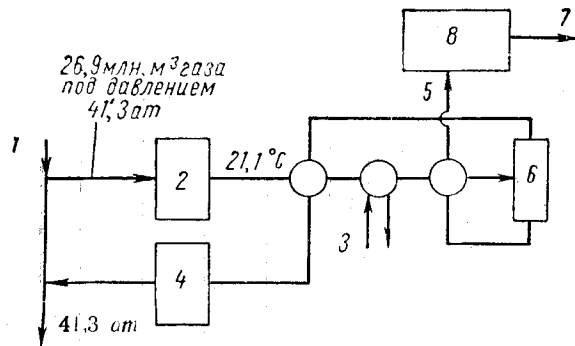 7
8
26,9 млн. м³ газа
под давлением
41,3 ат
5
1
2
21,1 °С
6
3
4
41,3 ат